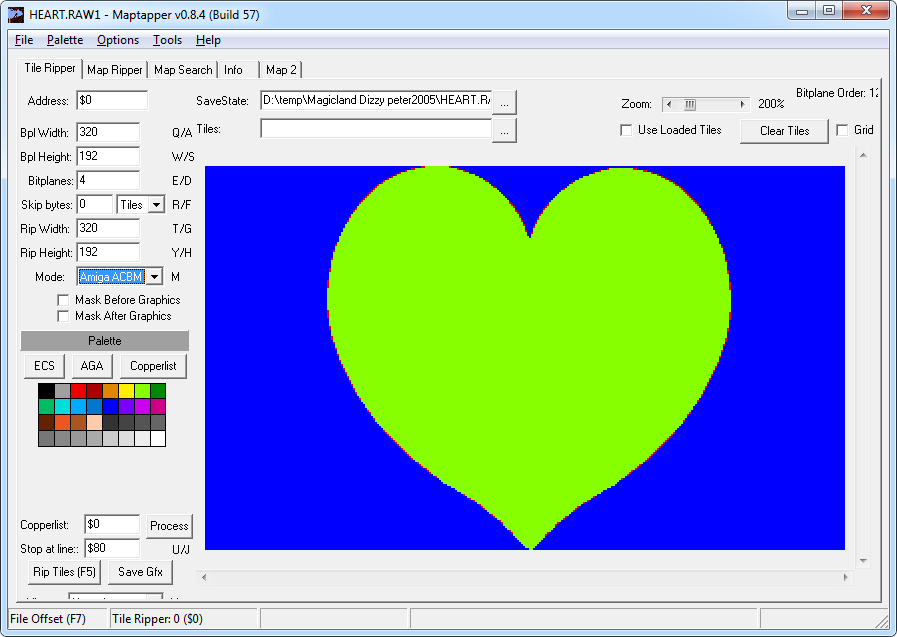 HEART.RAW1 - Maptapper v0.8.4 (Build 57)
File Palette Options Tools Help
Tile Ripper Map Ripper Map Search Info Map 2
Address: $0 SaveState: D:\temp\Magicland Dizzy peter2005\HEART.R ... Zoom: 200% Bitplane Order:
Bpl Width: 320 Q/A Tiles: ... Use Loaded Tiles Clear Tiles Grid
Bpl Height: 192 W/S
Bitplanes: 4 E/D
Skip bytes: 0 Tiles R/F
Rip Width: 320 T/G
Rip Height: 192 Y/H
Mode: Amiga ACBM M
Mask Before Graphics
Mask After Graphics
Palette
ECS AGA Copperlist
Copperlist: $0 Process
Stop at line:: $80 U/J
Rip Tiles (F5) Save Gfx
File Offset (F7) Tile Ripper: 0 ($0)